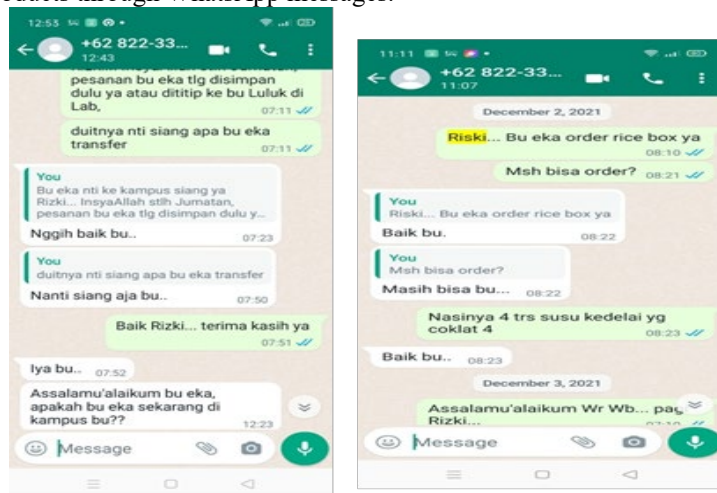 products through WhatsApp messages.
12:53
+62 822-33...
12:43
pesanan bu eka tlg disimpan
dulu ya atau dititip ke bu Luluk di
Lab,
07:11
duitnya nti siang apa bu eka
transfer
07:11
You
Bu eka nti ke kampus siang ya
Rizki... InsyaAllah stlh Jumatan,
pesanan bu eka tlg disimpan dulu y...
Nggih baik bu..
07:23
You
duitnya nti siang apa bu eka transfer
Nanti siang aja bu..
07:50
Baik Rizki... terima kasih ya
07:51
Iya bu..
07:52
Assalamu'alaikum bu eka,
apakah bu eka sekarang di
kampus bu??
12:23
Message
11:11
+62 822-33...
11:07
December 2, 2021
Riski... Bu eka order rice box ya
08:10
Msh bisa order?
08:21
You
Riski... Bu eka order rice box ya
Baik bu.
08:22
You
Msh bisa order?
Masih bisa bu...
08:22
Nasinya 4 trs susu kedelai yg
coklat 4
08:23
Baik bu..
08:23
December 3, 2021
Assalamu'alaikum Wr Wb... pag
Rizki...
Message